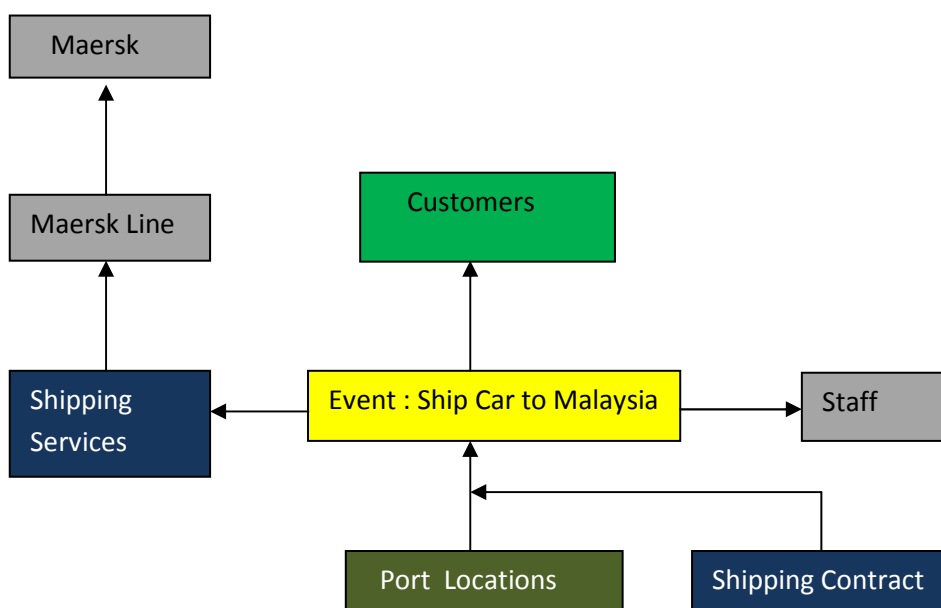 Maersk
Maersk Line
Customers
Shipping
Services
Event : Ship Car to Malaysia
Staff
Port Locations
Shipping Contract